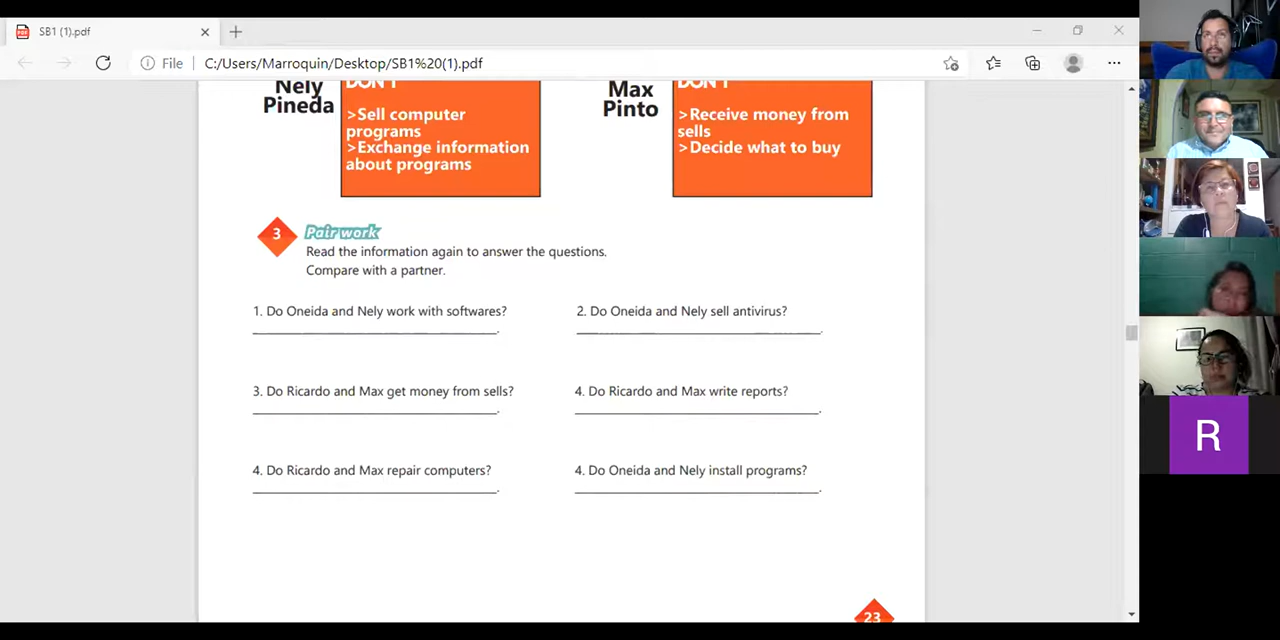 SB1 (1).pdf
File
C:/Users/Marroquin/Desktop/SB1%20(1).pdf
Nely
Pineda
DON'T
>Sell computer
programs
>Exchange information
about programs
Max
Pinto
DON'T
>Receive money from
sells
>Decide what to buy
3
Pair work
Read the information again to answer the questions.
Compare with a partner.
1. Do Oneida and Nely work with softwares?
2. Do Oneida and Nely sell antivirus?
3. Do Ricardo and Max get money from sells?
4. Do Ricardo and Max write reports?
4. Do Ricardo and Max repair computers?
4. Do Oneida and Nely install programs?
23
R